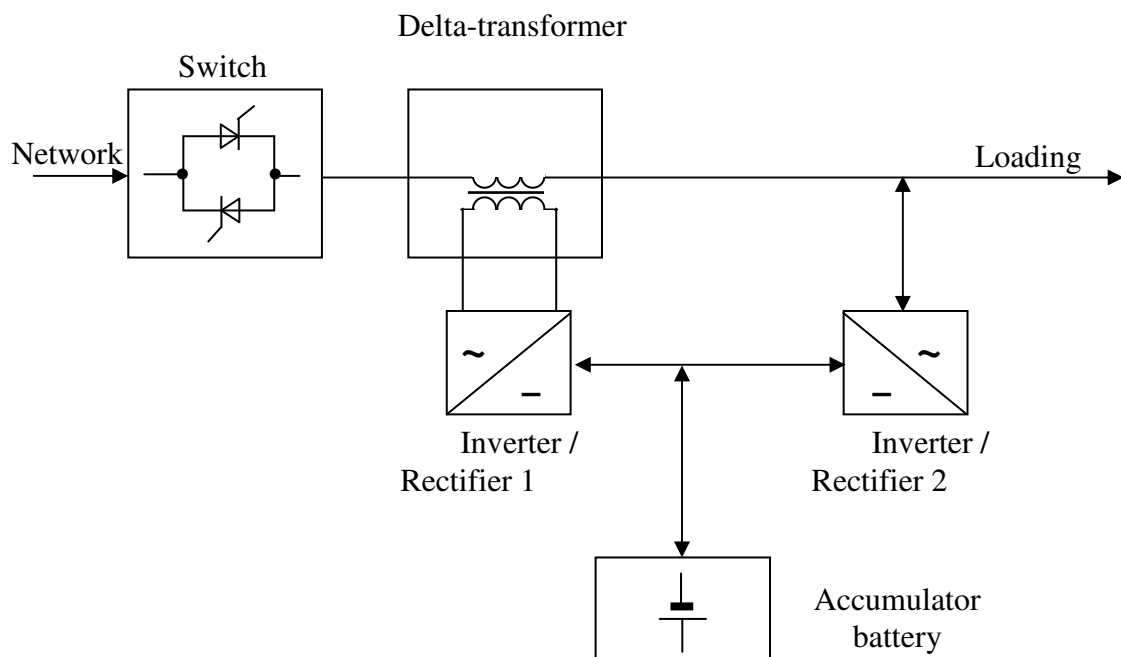 Delta-transformer
Switch
Network
Loading
~
–
~
–
Inverter /
Rectifier 1
Inverter /
Rectifier 2
Accumulator
battery